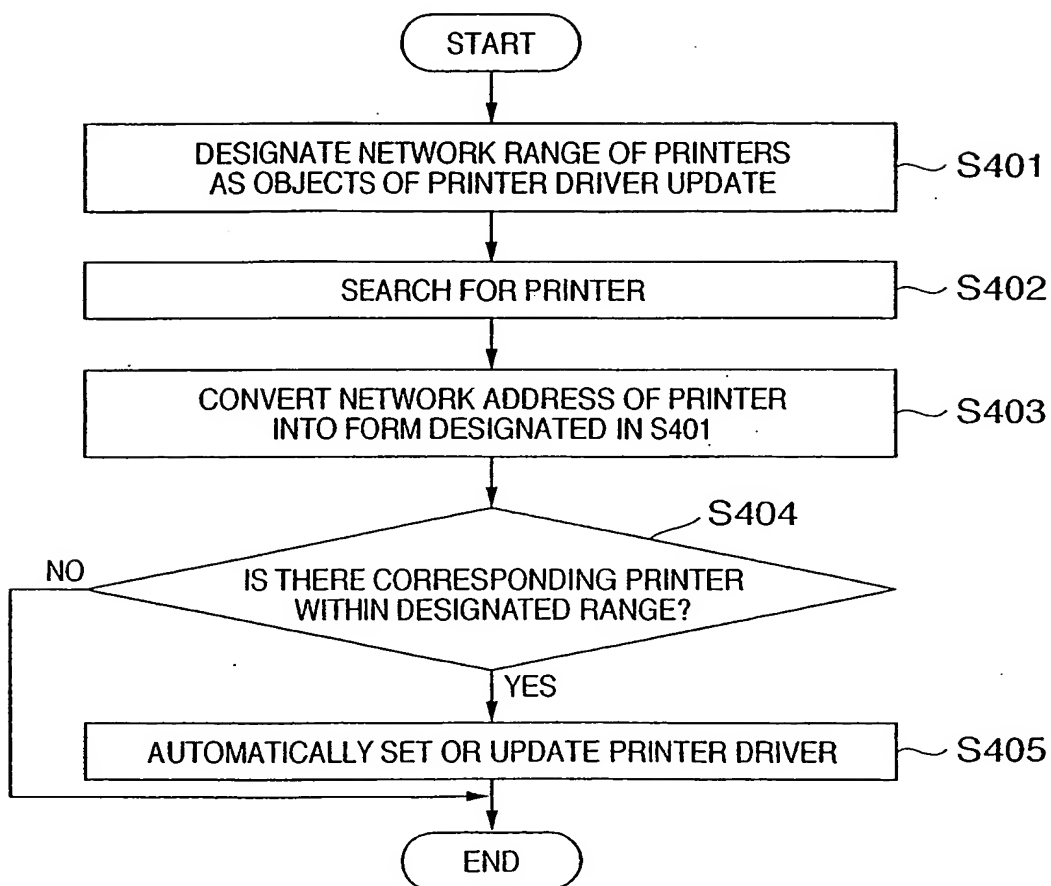 START
DESIGNATE NETWORK RANGE OF PRINTERS
AS OBJECTS OF PRINTER DRIVER UPDATE
S401
SEARCH FOR PRINTER
S402
CONVERT NETWORK ADDRESS OF PRINTER
INTO FORM DESIGNATED IN S401
S403
S404
NO
IS THERE CORRESPONDING PRINTER
WITHIN DESIGNATED RANGE?
YES
AUTOMATICALLY SET OR UPDATE PRINTER DRIVER
S405
END